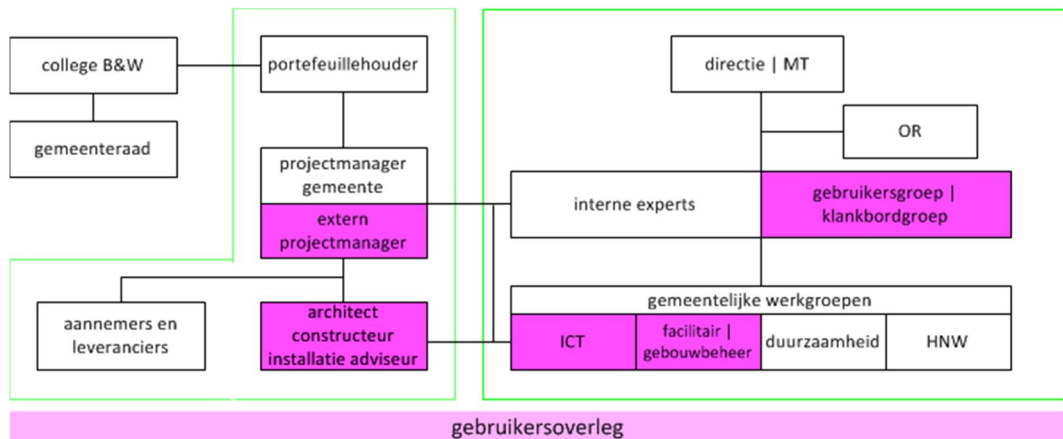 college B&W
portefeuillehouder
directie | MT
gemeenteraad
OR
projectmanager
gemeente
extern
projectmanager
interne experts
gebruikersgroep |
klankbordgroep
aannemers en
leveranciers
architect
constructeur
installatie adviseur
gemeentelijke werkgroepen
ICT
facilitair |
gebouwbeheer
duurzaamheid
HNW
gebruikersoverleg